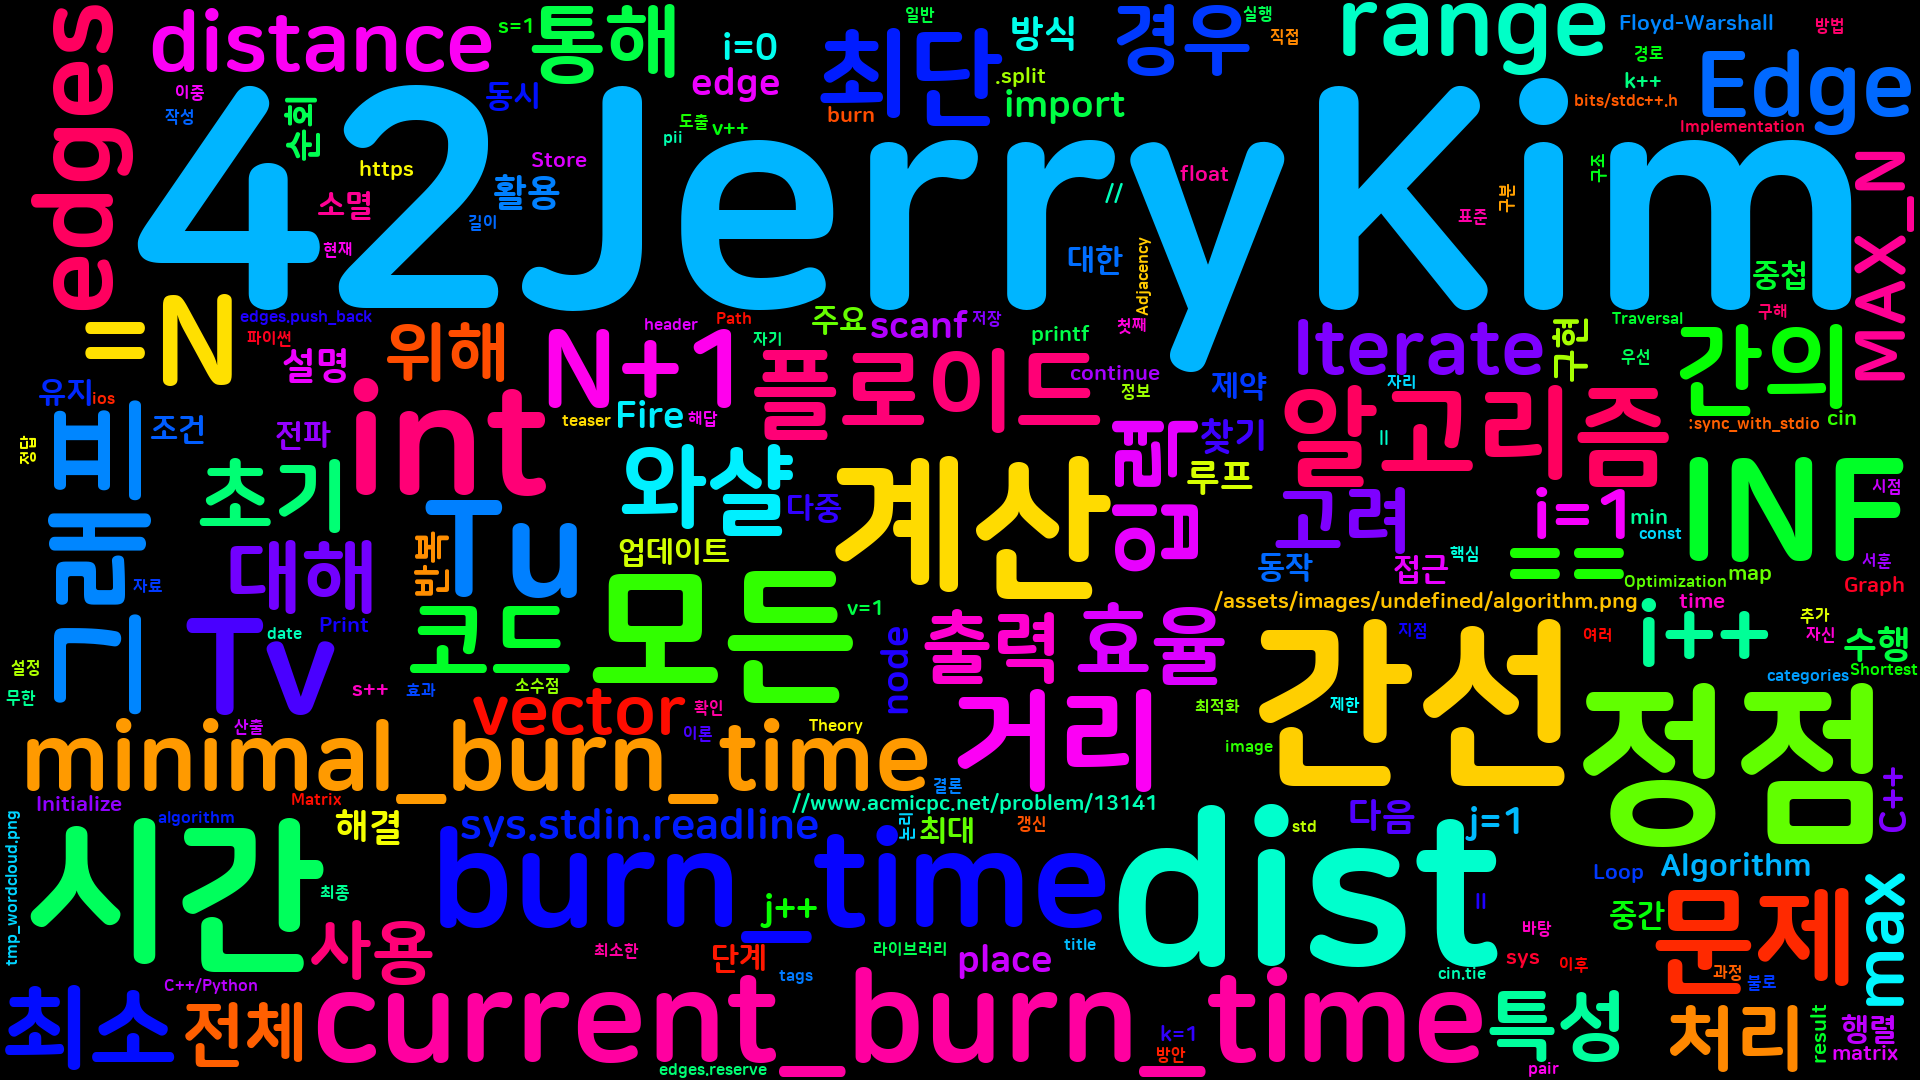 edges
distance
s=1
통해
i=0
방식
일반
경우
실행
직접
range
Floyd-Warshall
방법
이중
작성
순회
동시
edge
최단
.split
import
burn
경로
k++
bits/stdc++.h
Edge
Implementation
pii
도출
v++
42JerryKim
https
Store
활용
소멸
길이
현재
//
float
대한
Adjacency
표준
구분
구조
중첩
MAX_N
구해
=N
edges.push_back
파이썬
설명
위해
N+1
header
Path
자기
주요
scanf
저장
printf
첫째
continue
정보
플로이드
Iterate
구현
Traversal
우선
간의
유지
ios
조건
전파
int
teaser
Fire
해답
제약
자리
찾기
알고리즘
||
:sync_with_stdio
cin
정답
피
초기
와샬
다중
계산
행렬
루프
고려
i=1
min
const
INF
시점
서훈
래
자료
대해
반복
Tu
업데이트
동작
접근
핵심
==
Optimization
map
Graph
기
Tv
date
Print
코드
모든
v=1
node
출력
효율
/assets/images/undefined/algorithm.png
time
지점
여러
i++
추가
자신
수행
Shortest
설정
무한
s++
효과
소수점
vector
확인
거리
최적화
제한
image
간선
categories
정점
산출
이론
Theory
minimal_burn_time
결론
Initialize
Matrix
algorithm
//www.acmicpc.net/problem/13141
C++
tmp_wordcloud.png
해결
sys.stdin.readline
논리
최대
갱신
std
다음
j=1
Loop
Algorithm
시간
최종
burn_time
j++
dist
||
중간
문제
max
사용
최소한
단계
tags
라이브러리
place
title
바탕
cin.tie
sys
이후
과정
불로
C++/Python
최소
전체
current_burn_time
k=1
방안
edges.reserve
특성
pair
처리
result
행렬
matrix